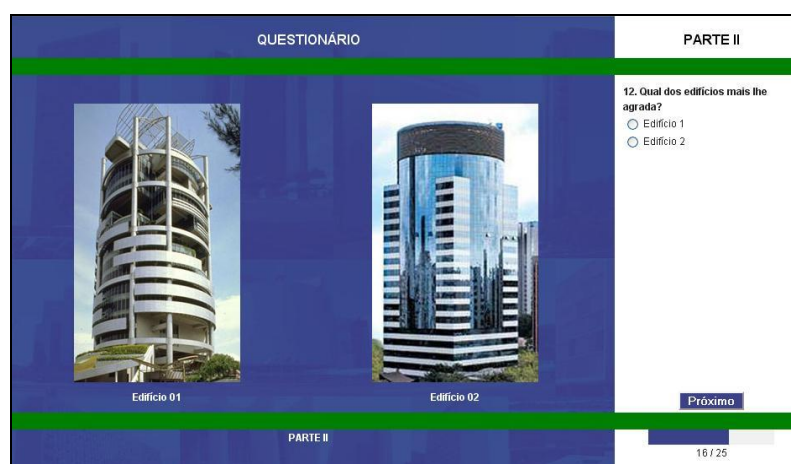 QUESTIONÁRIO
PARTE II
12. Qual dos edifícios mais lhe
agrada?
Edifício 1
Edifício 2
Edifício 01
Edifício 02
Próximo
PARTE II
16 / 25